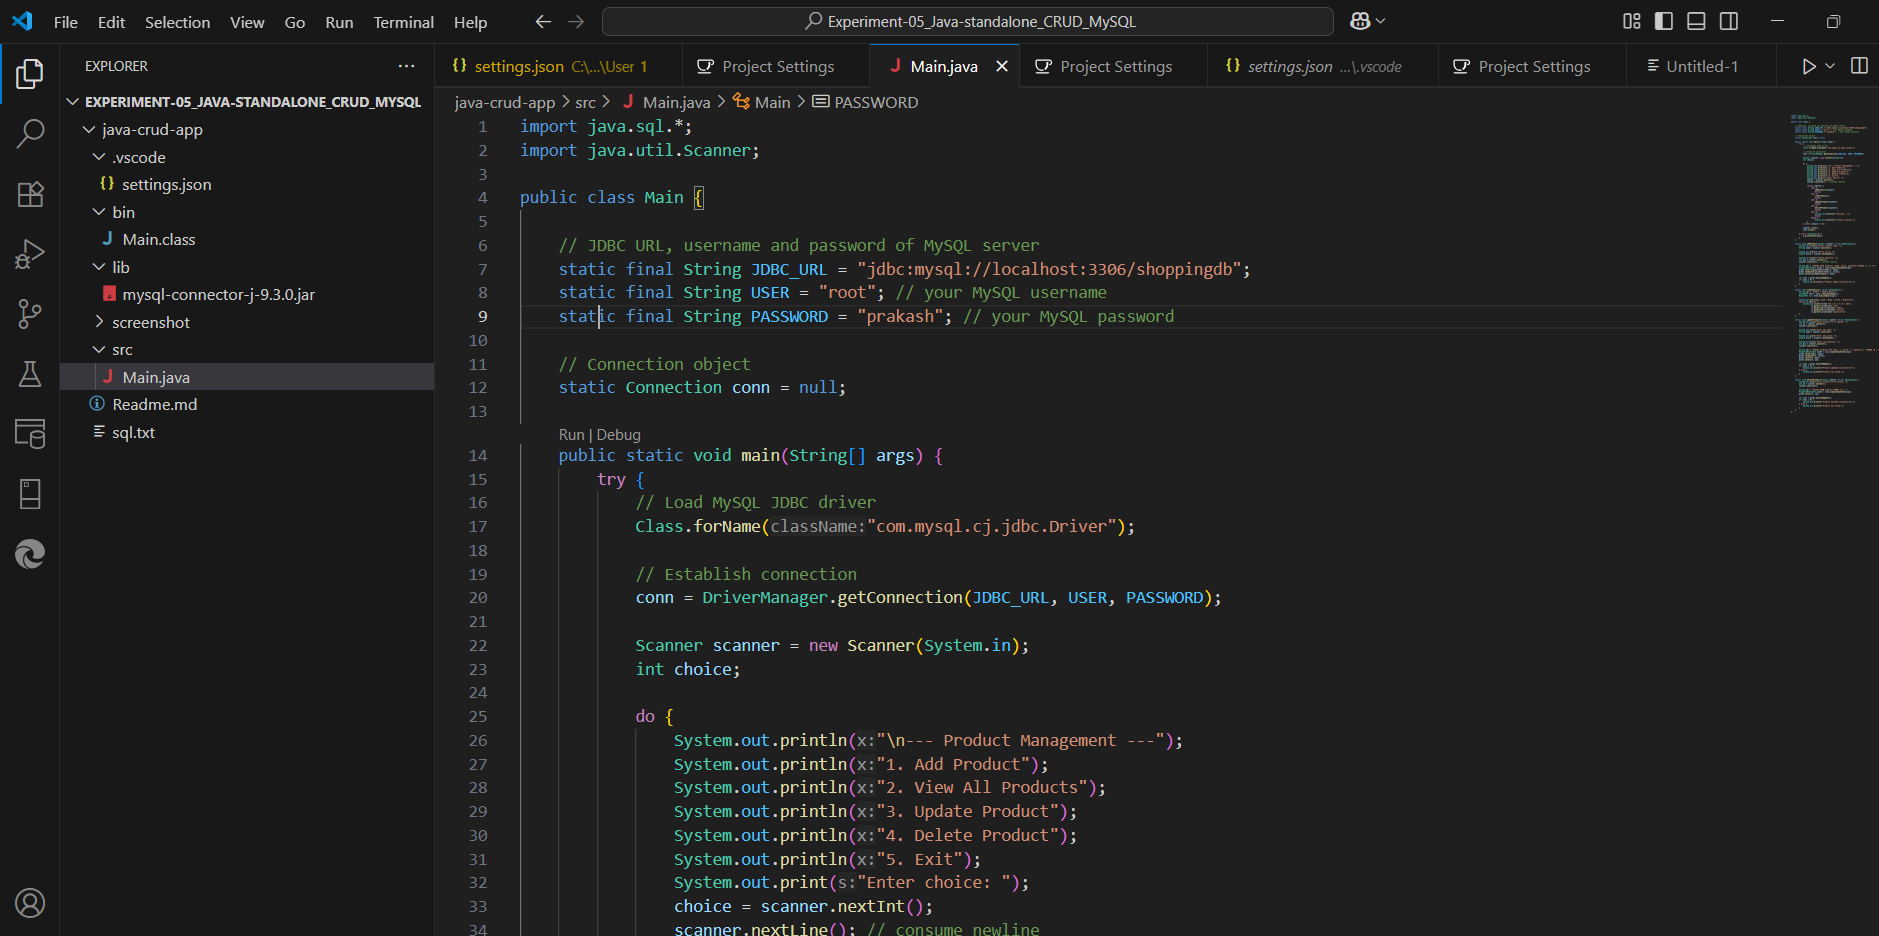 File Edit Selection View Go Run Terminal Help
Experiment-05_Java-standalone_CRUD_MySQL
EXPLORER
EXPERIMENT-05_JAVA-STANDALONE_CRUD_MYSQL
java-crud-app
.vscode
{} settings.json
bin
J Main.class
lib
mysql-connector-j-9.3.0.jar
screenshot
src
J Main.java
Readme.md
sql.txt
{} settings.json C:\...\User 1
Project Settings
J Main.java
Project Settings
{} settings.json ...\.vscode
Project Settings
Untitled-1
java-crud-app > src > J Main.java > Main > PASSWORD
1 import java.sql.*;
2 import java.util.Scanner;
3
4 public class Main {
5
6 // JDBC URL, username and password of MySQL server
7 static final String JDBC_URL = "jdbc:mysql://localhost:3306/shoppingdb";
8 static final String USER = "root"; // your MySQL username
9 static final String PASSWORD = "prakash"; // your MySQL password
10
11 // Connection object
12 static Connection conn = null;
13
Run | Debug
14 public static void main(String[] args) {
15 try {
16 // Load MySQL JDBC driver
17 Class.forName(className:"com.mysql.cj.jdbc.Driver");
18
19 // Establish connection
20 conn = DriverManager.getConnection(JDBC_URL, USER, PASSWORD);
21
22 Scanner scanner = new Scanner(System.in);
23 int choice;
24
25 do {
26 System.out.println(x:"\n--- Product Management ---");
27 System.out.println(x:"1. Add Product");
28 System.out.println(x:"2. View All Products");
29 System.out.println(x:"3. Update Product");
30 System.out.println(x:"4. Delete Product");
31 System.out.println(x:"5. Exit");
32 System.out.print(s:"Enter choice: ");
33 choice = scanner.nextInt();
34 scanner.nextLine(); // consume newline